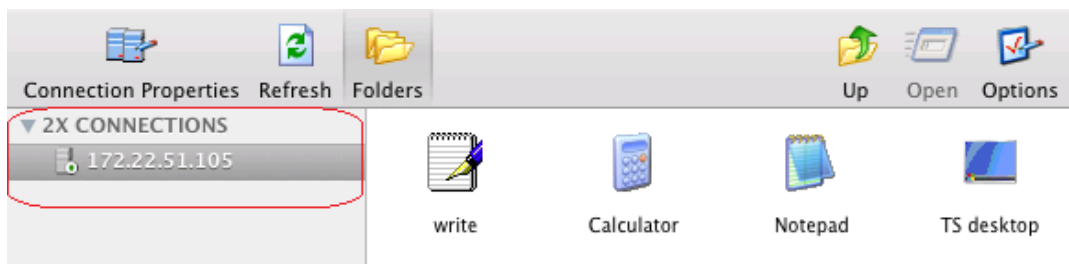 Connection Properties Refresh Folders Up Open Options
2X CONNECTIONS
172.22.51.105
write Calculator Notepad TS desktop